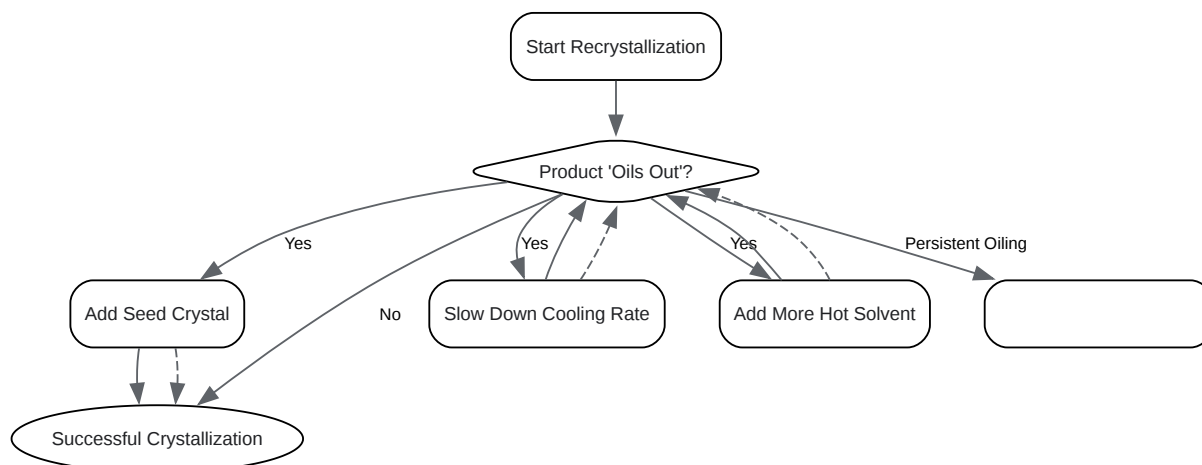 Start Recrystallization
Product 'Oils Out'?
Yes
Yes
Yes
Persistent Oiling
Add Seed Crystal
No
Slow Down Cooling Rate
Add More Hot Solvent
Successful Crystallization